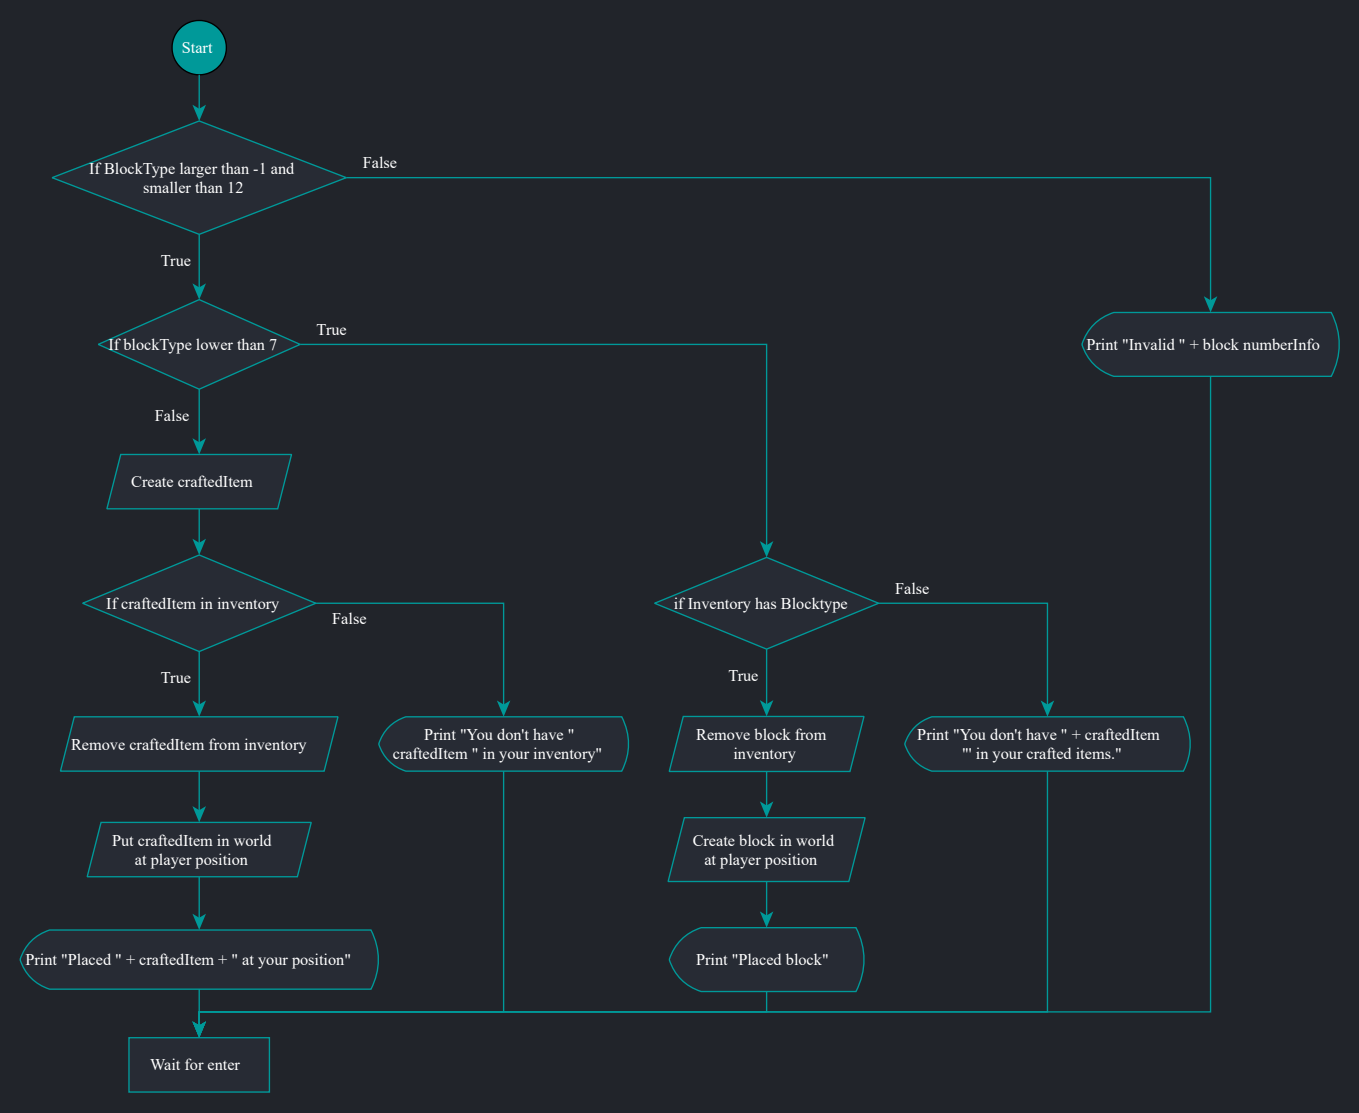 Start
If BlockType larger than -1 and
smaller than 12
False
True
If blockType lower than 7
True
Print "Invalid " + block numberInfo
False
Create craftedItem
If craftedItem in inventory
False
if Inventory has Blocktype
False
True
True
Remove craftedItem from inventory
Print "You don't have "
craftedItem " in your inventory"
Remove block from
inventory
Print "You don't have " + craftedItem
"' in your crafted items."
Put craftedItem in world
at player position
Create block in world
at player position
Print "Placed " + craftedItem + " at your position"
Print "Placed block"
Wait for enter